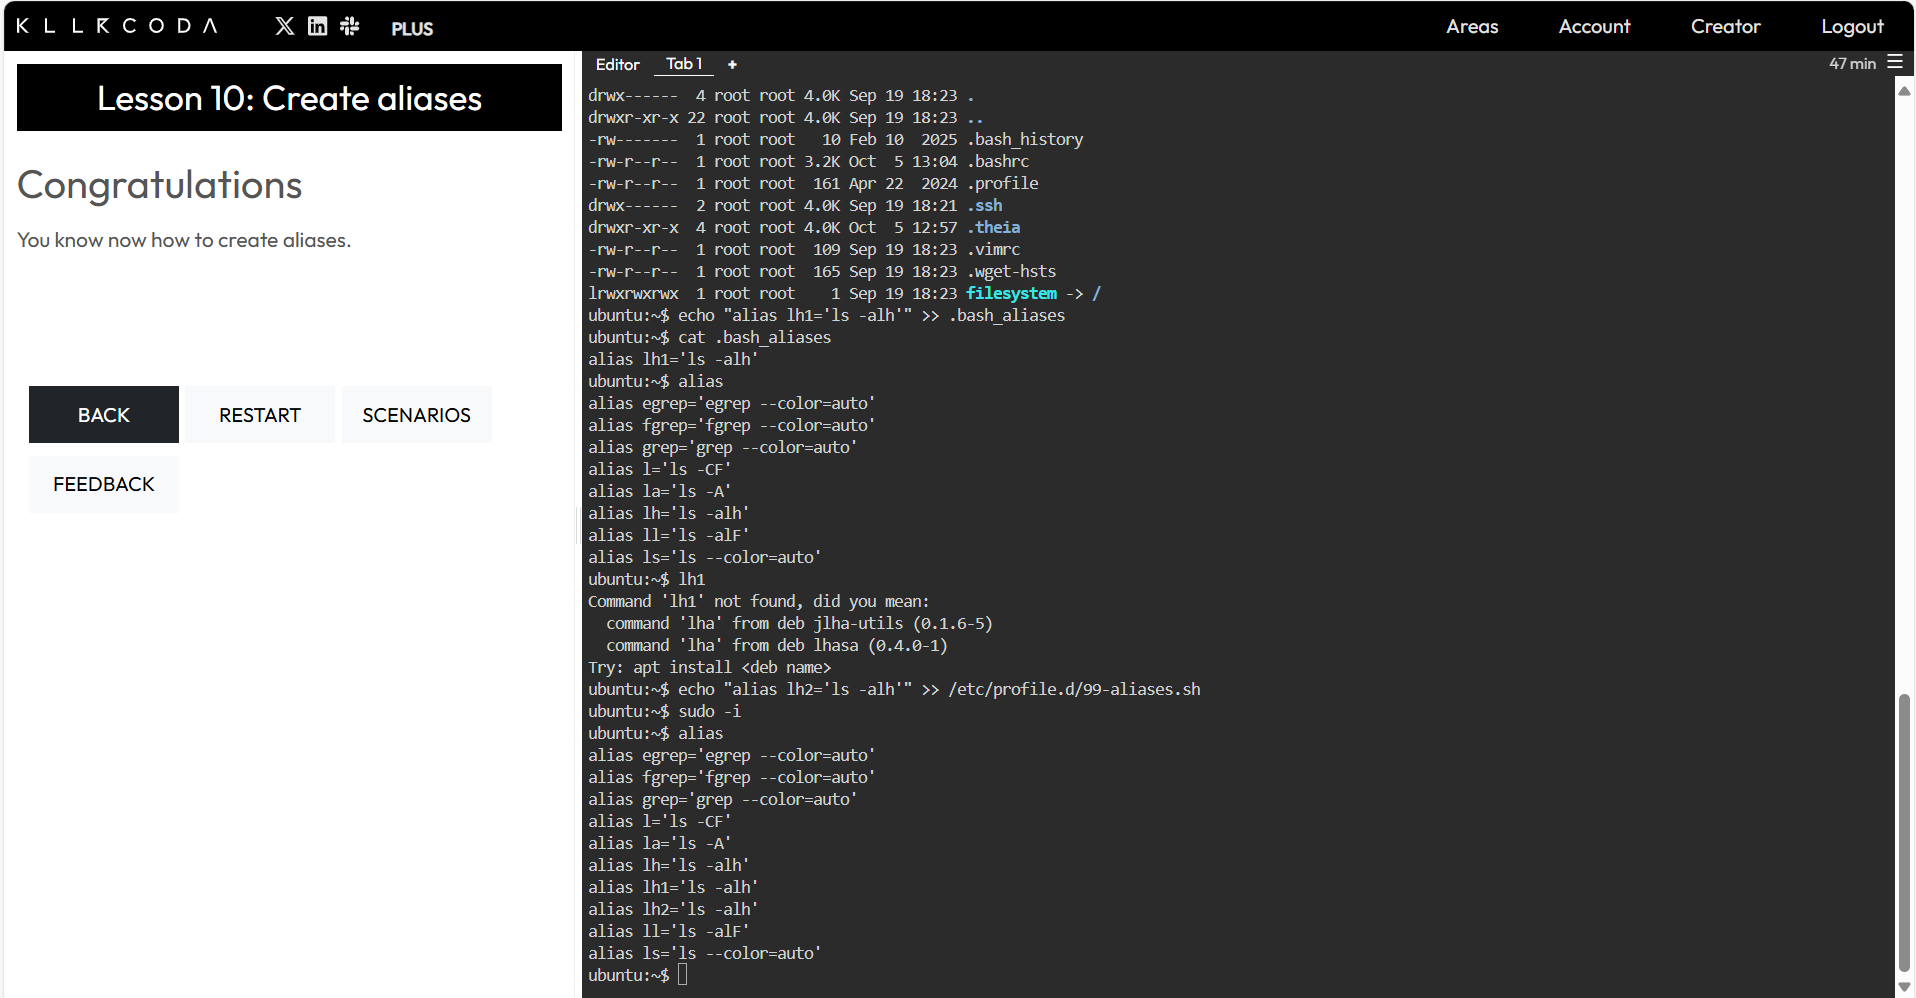 KLLRCODA
PLUS
Areas
Account
Creator
Logout
Lesson 10: Create aliases
Congratulations
You know now how to create aliases.
BACK
RESTART
SCENARIOS
FEEDBACK
Editor
Tab 1
+
47 min
drwx------  4 root root 4.0K Sep 19 18:23 .
drwxr-xr-x 22 root root 4.0K Sep 19 18:23 ..
-rw-------  1 root root   10 Feb 10  2025 .bash_history
-rw-r--r--  1 root root 3.2K Oct  5 13:04 .bashrc
-rw-r--r--  1 root root  161 Apr 22  2024 .profile
drwx------  2 root root 4.0K Sep 19 18:21 .ssh
drwxr-xr-x  4 root root 4.0K Oct  5 12:57 .theia
-rw-r--r--  1 root root  109 Sep 19 18:23 .vimrc
-rw-r--r--  1 root root  165 Sep 19 18:23 .wget-hsts
lrwxrwxrwx  1 root root    1 Sep 19 18:23 filesystem -> /
ubuntu:~$ echo "alias lh1='ls -alh'" >> .bash_aliases
ubuntu:~$ cat .bash_aliases
alias lh1='ls -alh'
ubuntu:~$ alias
alias egrep='egrep --color=auto'
alias fgrep='fgrep --color=auto'
alias grep='grep --color=auto'
alias l='ls -CF'
alias la='ls -A'
alias lh='ls -alh'
alias ll='ls -alF'
alias ls='ls --color=auto'
ubuntu:~$ lh1
Command 'lh1' not found, did you mean:
  command 'lha' from deb jlha-utils (0.1.6-5)
  command 'lha' from deb lhasa (0.4.0-1)
Try: apt install <deb name>
ubuntu:~$ echo "alias lh2='ls -alh'" >> /etc/profile.d/99-aliases.sh
ubuntu:~$ sudo -i
ubuntu:~$ alias
alias egrep='egrep --color=auto'
alias fgrep='fgrep --color=auto'
alias grep='grep --color=auto'
alias l='ls -CF'
alias la='ls -A'
alias lh='ls -alh'
alias lh1='ls -alh'
alias lh2='ls -alh'
alias ll='ls -alF'
alias ls='ls --color=auto'
ubuntu:~$